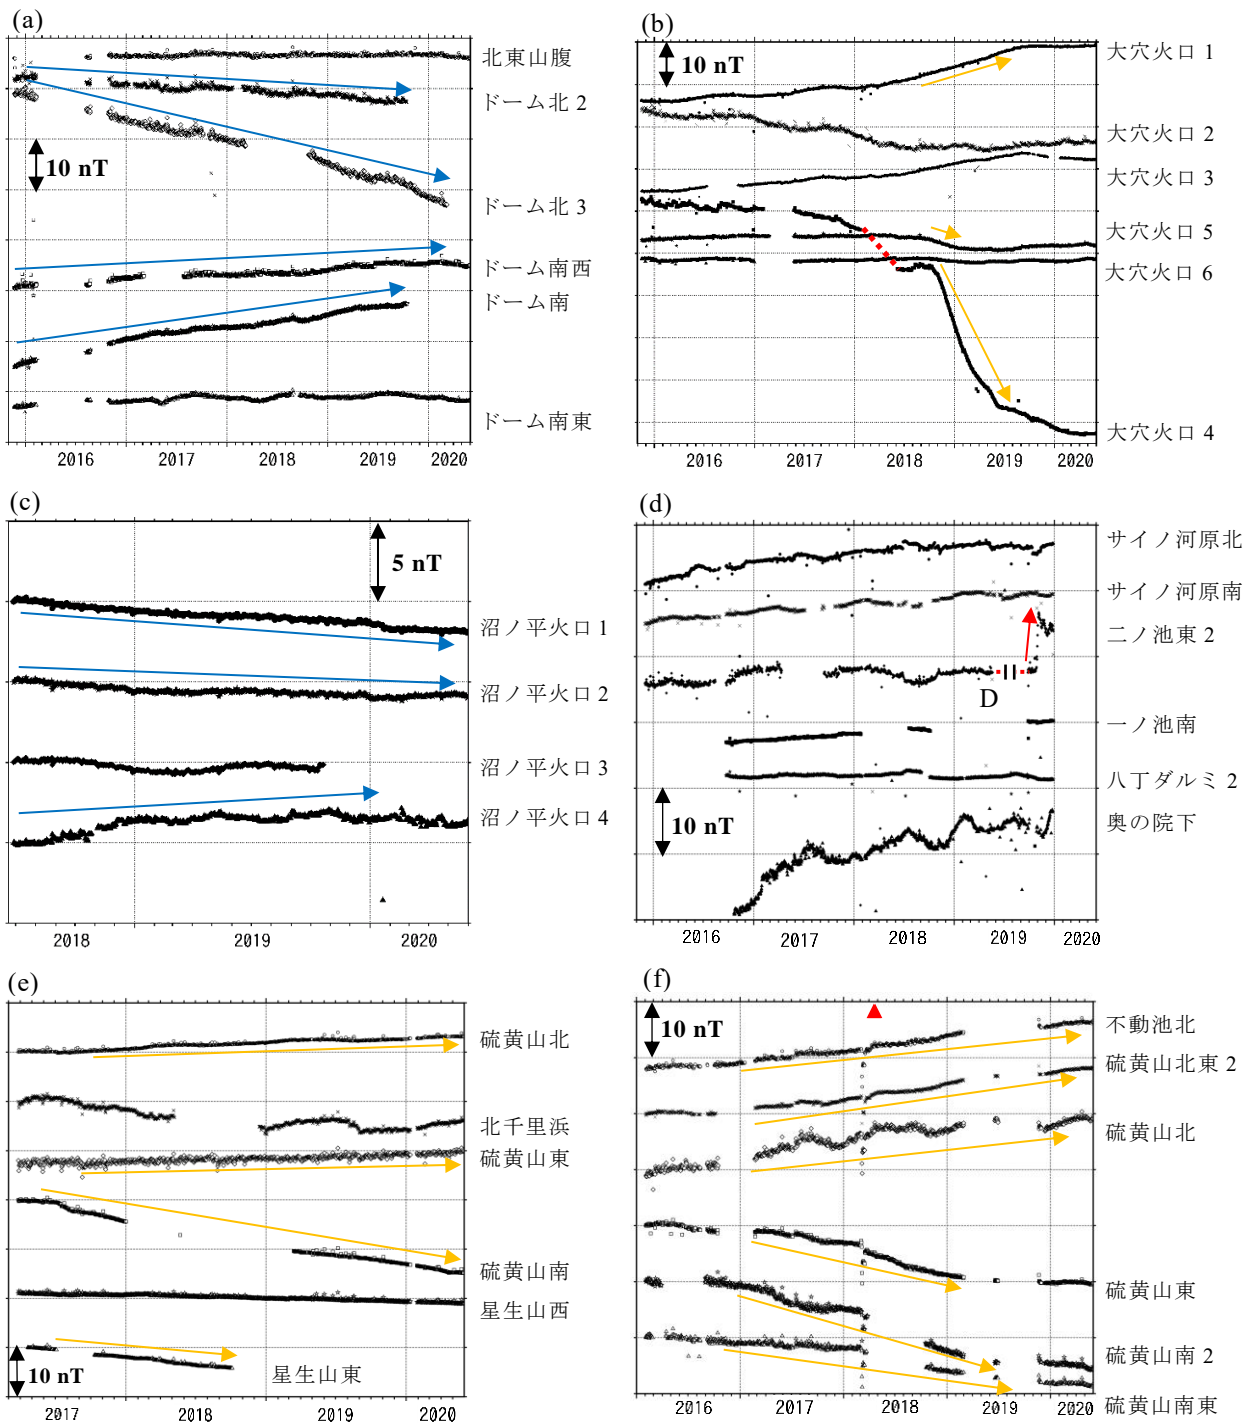 (a)
北東山腹
ドーム北 2
10 nT
ドーム北 3
ドーム南西
ドーム南
ドーム南東
2016 2017 2018 2019 2020
(b)
10 nT
大穴火口 1
大穴火口 2
大穴火口 3
大穴火口 5
大穴火口 6
大穴火口 4
2016 2017 2018 2019 2020
(c)
5 nT
沼ノ平火口 1
沼ノ平火口 2
沼ノ平火口 3
沼ノ平火口 4
2018 2019 2020
(d)
サイノ河原北
サイノ河原南
二ノ池東 2
D
一ノ池南
八丁ダルミ 2
10 nT
奥の院下
2016 2017 2018 2019 2020
(e)
硫黄山北
北千里浜
硫黄山東
硫黄山南
星生山西
10 nT
星生山東
2017 2018 2019 2020
(f)
10 nT
不動池北
硫黄山北東 2
硫黄山北
硫黄山東
硫黄山南 2
硫黄山南東
2016 2017 2018 2019 2020